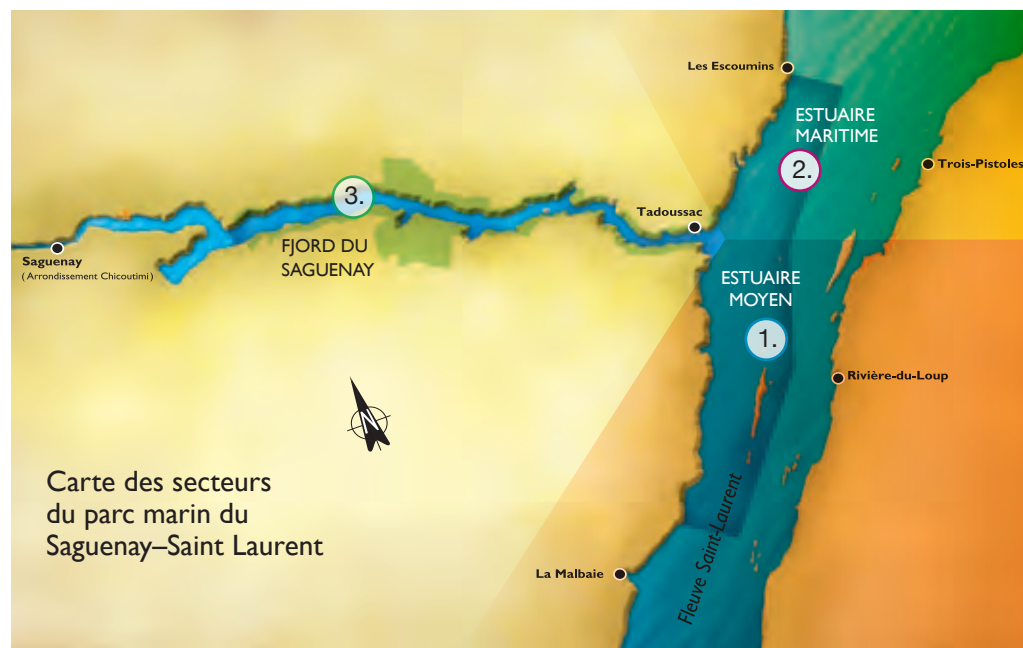 Les Escoumins
ESTUAIRE
MARITIME
2.
Trois-Pistoles
3.
Tadoussac
FJORD DU
SAGUENAY
Saguenay
(Arrondissement Chicoutimi)
ESTUAIRE
MOYEN
1.
Rivière-du-Loup
N
Carte des secteurs
du parc marin du
Saguenay–Saint Laurent
Fleuve Saint-Laurent
La Malbaie